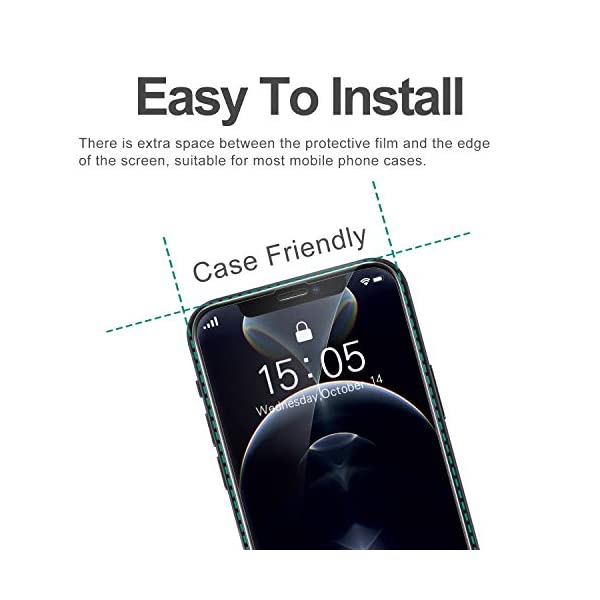 Easy To Install
There is extra space between the protective film and the edge
of the screen, suitable for most mobile phone cases.
Case Friendly
15:05
Wednesday,October 14